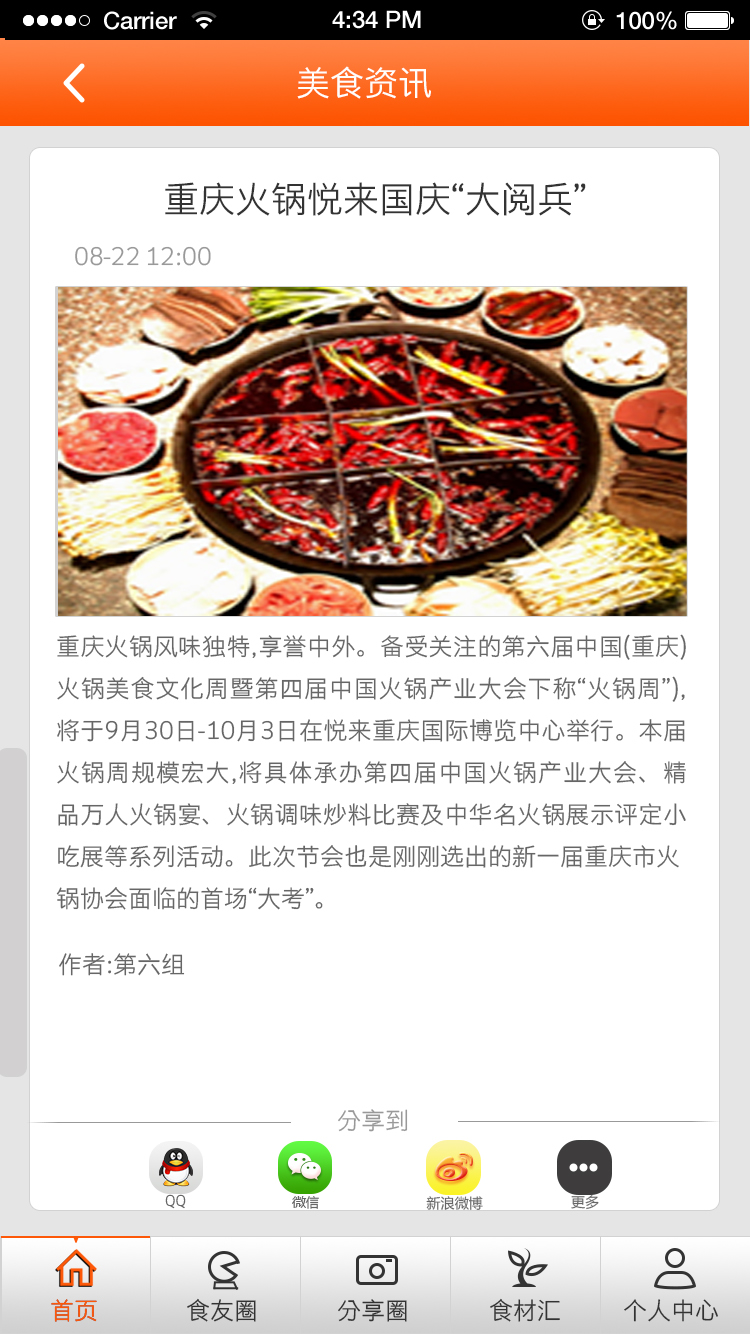 Carrier 4:34 PM 100%
美食资讯
重庆火锅悦来国庆“大阅兵”
08-22 12:00
重庆火锅风味独特,享誉中外。备受关注的第六届中国(重庆)
火锅美食文化周暨第四届中国火锅产业大会下称“火锅周”),
将于9月30日-10月3日在悦来重庆国际博览中心举行。本届
火锅周规模宏大,将具体承办第四届中国火锅产业大会、精
品万人火锅宴、火锅调味炒料比赛及中华名火锅展示评定小
吃展等系列活动。此次节会也是刚刚选出的新一届重庆市火
锅协会面临的首场“大考”。
作者:第六组
分享到
QQ 微信 新浪微博 更多
首页 食友圈 分享圈 食材汇 个人中心